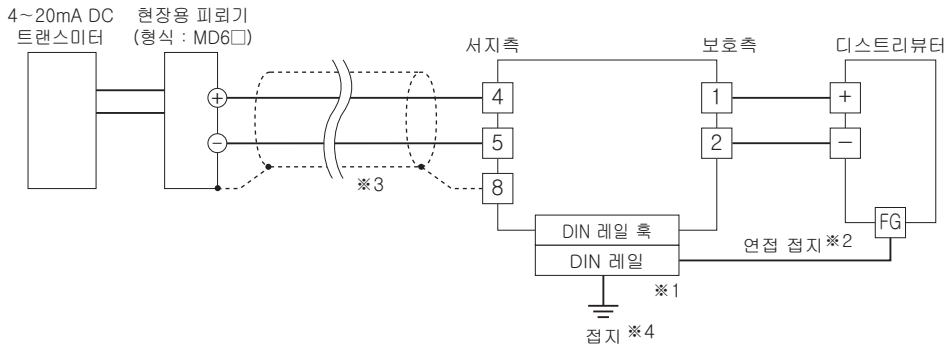 4~20mA DC
트랜스미터
현장용 피뢰기
(형식 : MD6□)
서지측
보호측
디스트리뷰터
+
4
1
+
−
5
2
−
※3
8
FG
DIN 레일 훅
연접 접지 ※2
DIN 레일
※1
접지 ※4